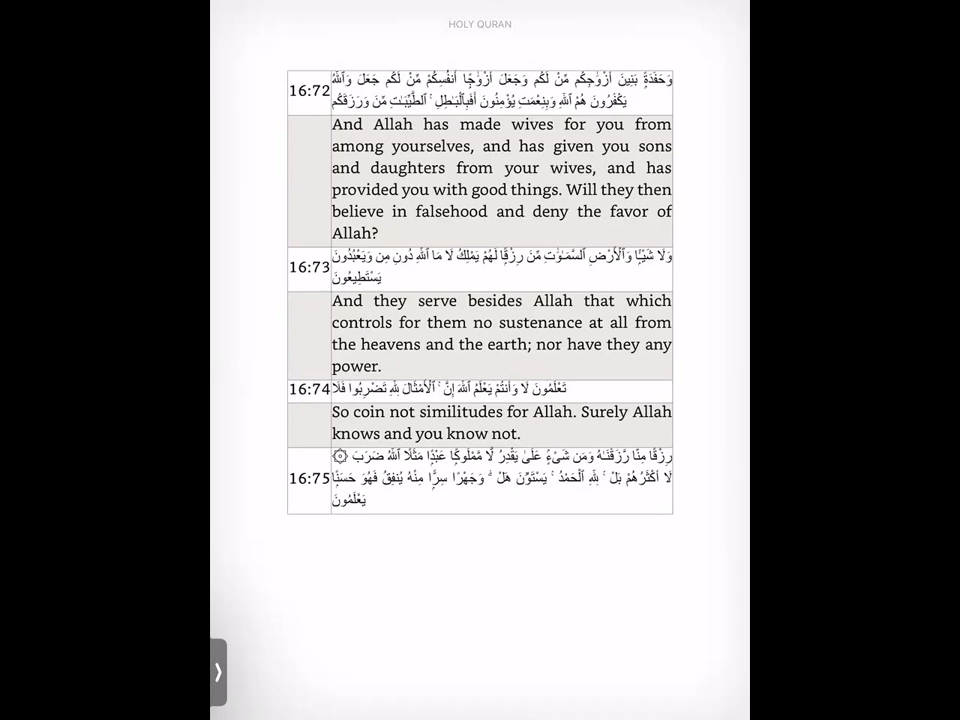 HOLY QURAN
16:72
وَحَفَدَةً بَنِينَ أَزْوَٰجِكُم مِّنْ لَكُم وَجَعَلَ أَزْوَٰجًا أَنفُسِكُمْ مِّنْ لَكُم جَعَلَ وَٱللَّهُ
يَكْفُرُونَ هُمْ ٱللَّهِ وَبِنِعْمَتِ يُؤْمِنُونَ أَفَبِٱلْبَـٰطِلِ ۚ ٱلطَّيِّبَـٰتِ مِّنَ وَرَزَقَكُم
And Allah has made wives for you from
among yourselves, and has given you sons
and daughters from your wives, and has
provided you with good things. Will they then
believe in falsehood and deny the favor of
Allah?
16:73
وَلَا شَيْـًٔا وَٱلْأَرْضِ ٱلسَّمَـٰوَٰتِ مِّنَ رِزْقًا لَهُمْ يَمْلِكُ لَا مَا ٱللَّهِ دُونِ مِن وَيَعْبُدُونَ
يَسْتَطِيعُونَ
And they serve besides Allah that which
controls for them no sustenance at all from
the heavens and the earth; nor have they any
power.
16:74
تَعْلَمُونَ لَا وَأَنتُمْ يَعْلَمُ ٱللَّهَ إِنَّ ۚ ٱلْأَمْثَالَ لِلَّهِ تَضْرِبُوا۟ فَلَا
So coin not similitudes for Allah. Surely Allah
knows and you know not.
16:75
رِزْقًا مِنَّا رَّزَقْنَـٰهُ وَمَن شَىْءٍ عَلَىٰ يَقْدِرُ لَّا مَّمْلُوكًا عَبْدًا مَثَلًا ٱللَّهُ ضَرَبَ ۞
لَا أَكْثَرُهُمْ بَلْ ۚ لِلَّهِ ٱلْحَمْدُ ۚ يَسْتَوُۥنَ هَلْ ۖ وَجَهْرًا سِرًّا مِنْهُ يُنفِقُ فَهُوَ حَسَنًا
يَعْلَمُونَ